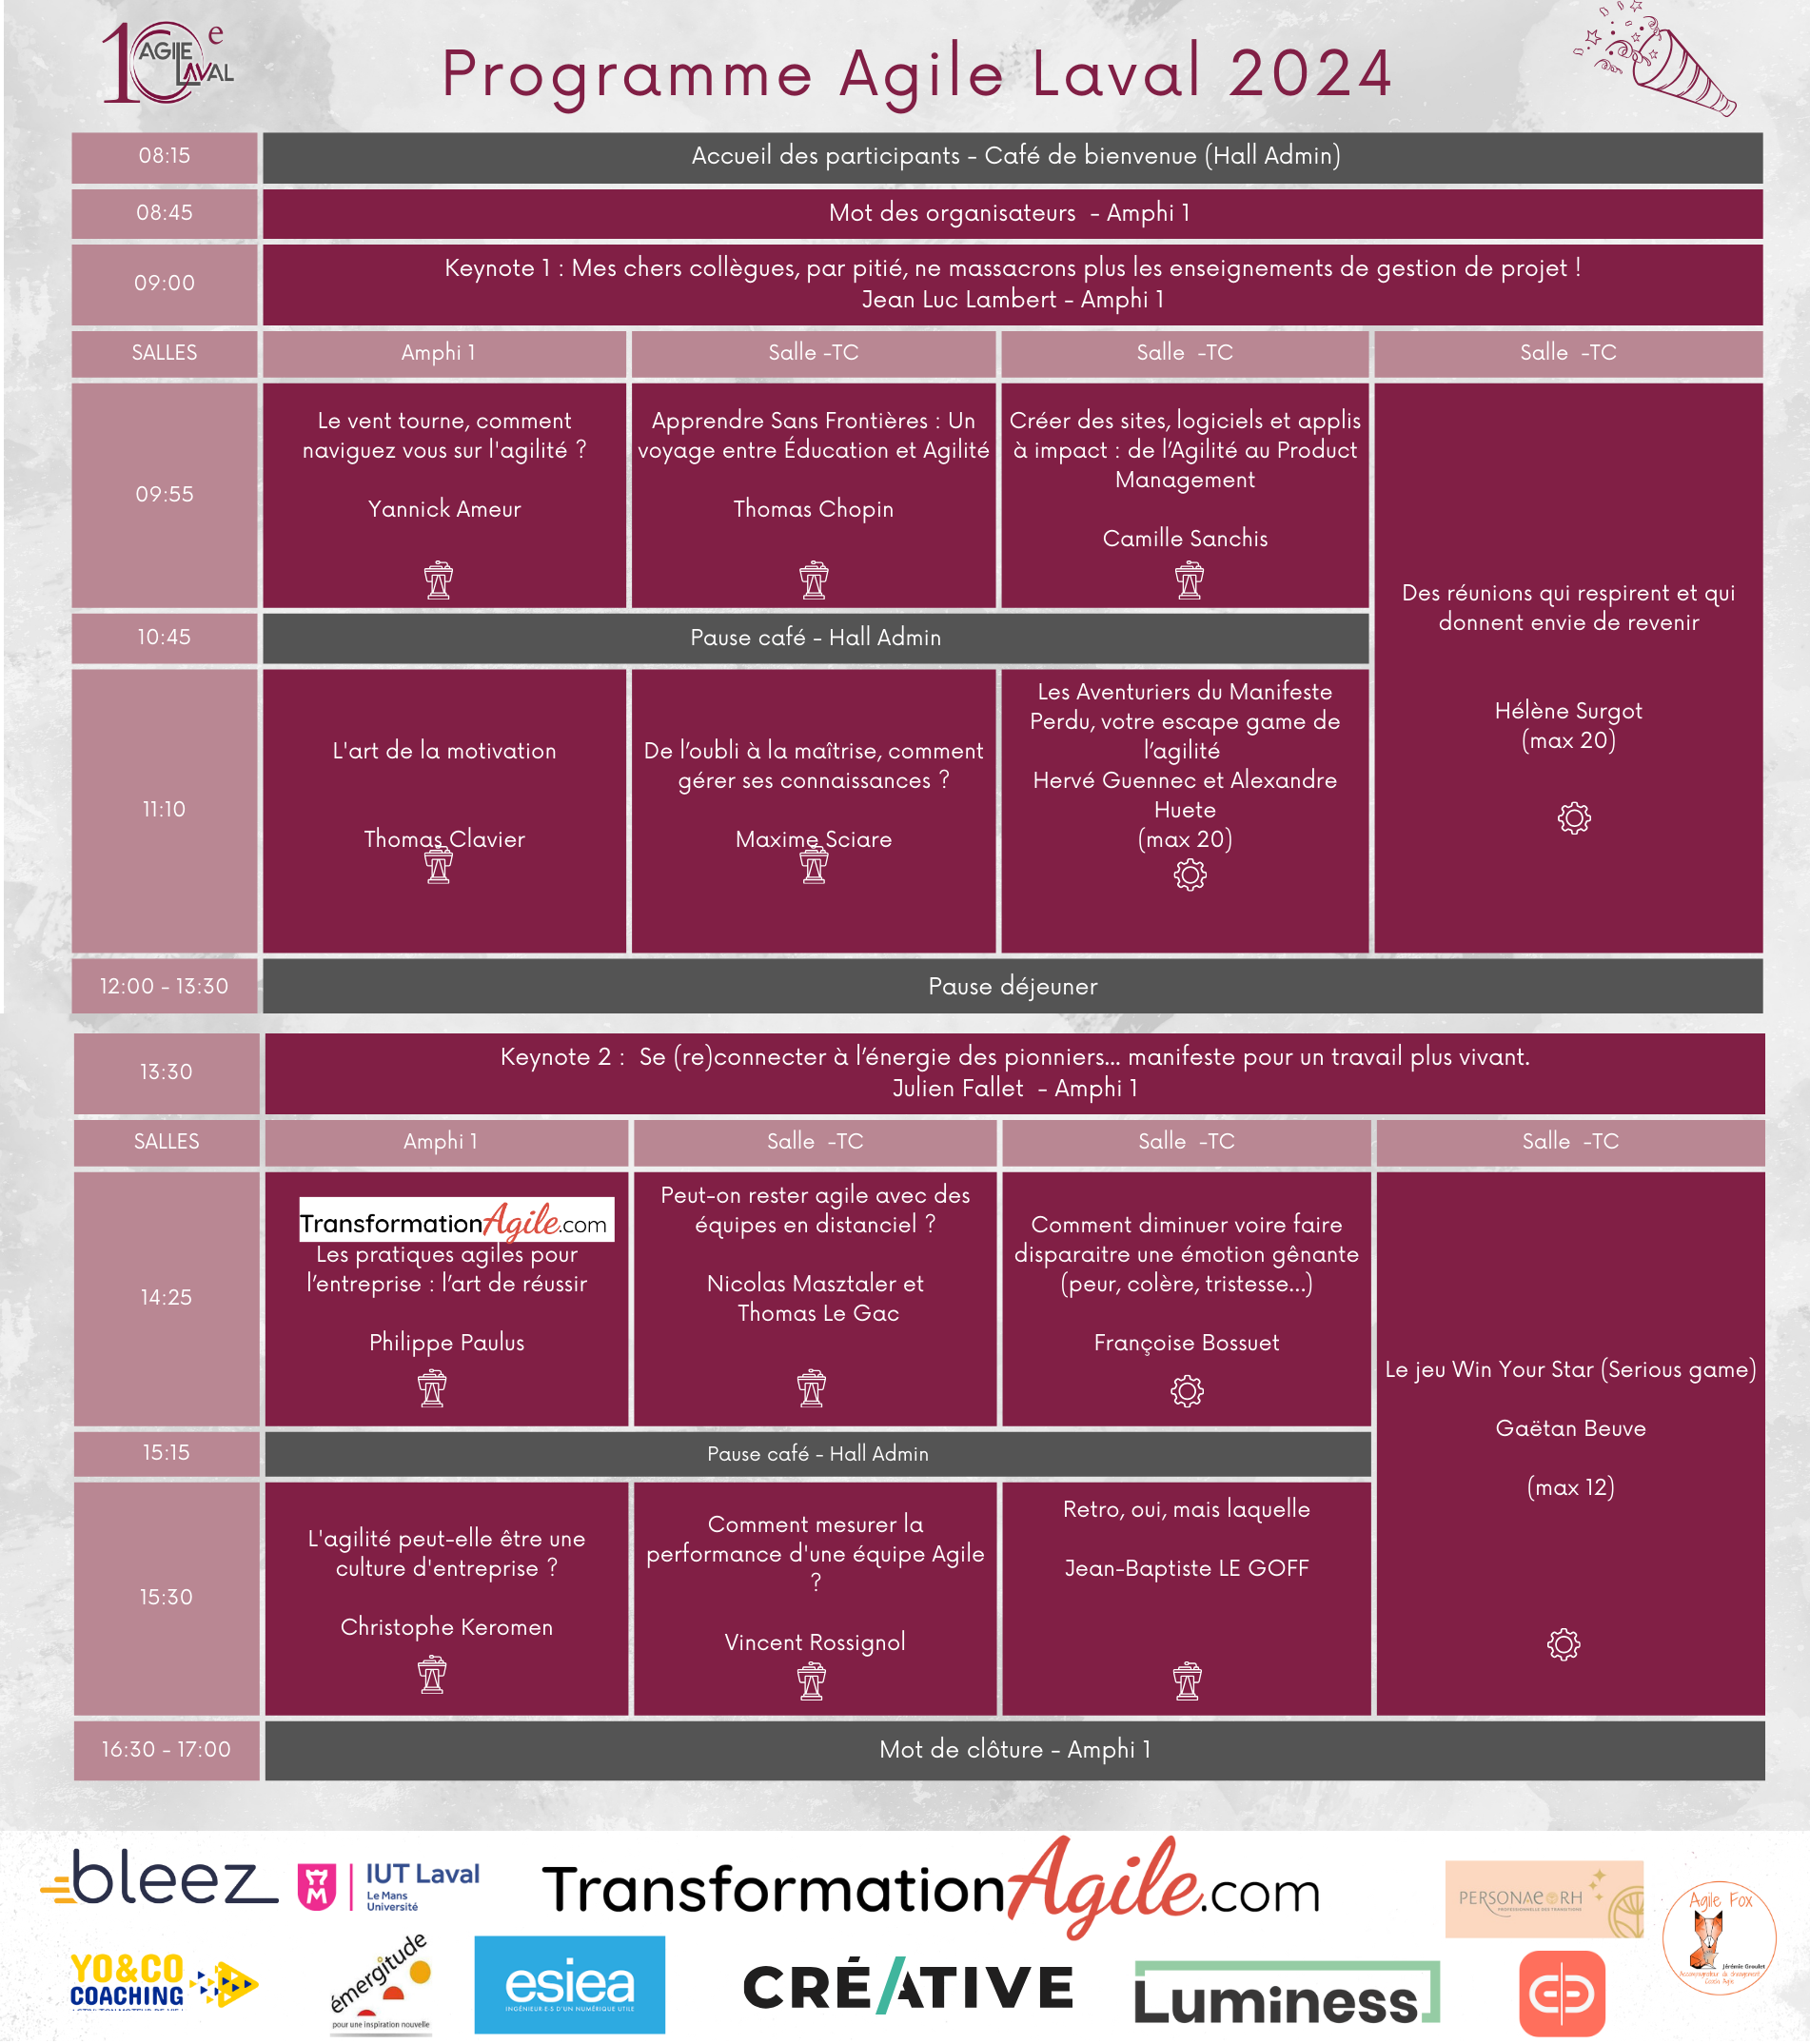 10e AGILE LAVAL
Programme Agile Laval 2024
08:15
Accueil des participants - Café de bienvenue (Hall Admin)
08:45
Mot des organisateurs - Amphi 1
09:00
Keynote 1 : Mes chers collègues, par pitié, ne massacrons plus les enseignements de gestion de projet !
Jean Luc Lambert - Amphi 1
SALLES
Amphi 1
Salle -TC
Salle -TC
Salle -TC
09:55
Le vent tourne, comment
naviguez vous sur l'agilité ?
Yannick Ameur
Apprendre Sans Frontières : Un
voyage entre Éducation et Agilité
Thomas Chopin
Créer des sites, logiciels et applis
à impact : de l’Agilité au Product
Management
Camille Sanchis
Des réunions qui respirent et qui
donnent envie de revenir
Hélène Surgot
(max 20)
10:45
Pause café - Hall Admin
11:10
L'art de la motivation
Thomas Clavier
De l’oubli à la maîtrise, comment
gérer ses connaissances ?
Maxime Sciare
Les Aventuriers du Manifeste
Perdu, votre escape game de
l’agilité
Hervé Guennec et Alexandre
Huete
(max 20)
12:00 - 13:30
Pause déjeuner
13:30
Keynote 2 : Se (re)connecter à l’énergie des pionniers... manifeste pour un travail plus vivant.
Julien Fallet - Amphi 1
SALLES
Amphi 1
Salle -TC
Salle -TC
Salle -TC
14:25
TransformationAgile.com
Les pratiques agiles pour
l’entreprise : l’art de réussir
Philippe Paulus
Peut-on rester agile avec des
équipes en distanciel ?
Nicolas Masztaler et
Thomas Le Gac
Comment diminuer voire faire
disparaitre une émotion gênante
(peur, colère, tristesse...)
Françoise Bossuet
Le jeu Win Your Star (Serious game)
Gaëtan Beuve
(max 12)
15:15
Pause café - Hall Admin
15:30
L'agilité peut-elle être une
culture d'entreprise ?
Christophe Keromen
Comment mesurer la
performance d'une équipe Agile
?
Vincent Rossignol
Retro, oui, mais laquelle
Jean-Baptiste LE GOFF
16:30 - 17:00
Mot de clôture - Amphi 1
bleez
IUT Laval
Le Mans
Université
TransformationAgile.com
PERSONAE RH
PROFESSIONNELLE DES TRANSITIONS
Agile Fox
Jérémie Groulet
Accompagnateur du changement
Coach Agile
YO&CO
COACHING
émergitude
pour une inspiration nouvelle
esiea
INGÉNIEUR·E·S D'UN NUMÉRIQUE UTILE
CRÉATIVE
Luminess